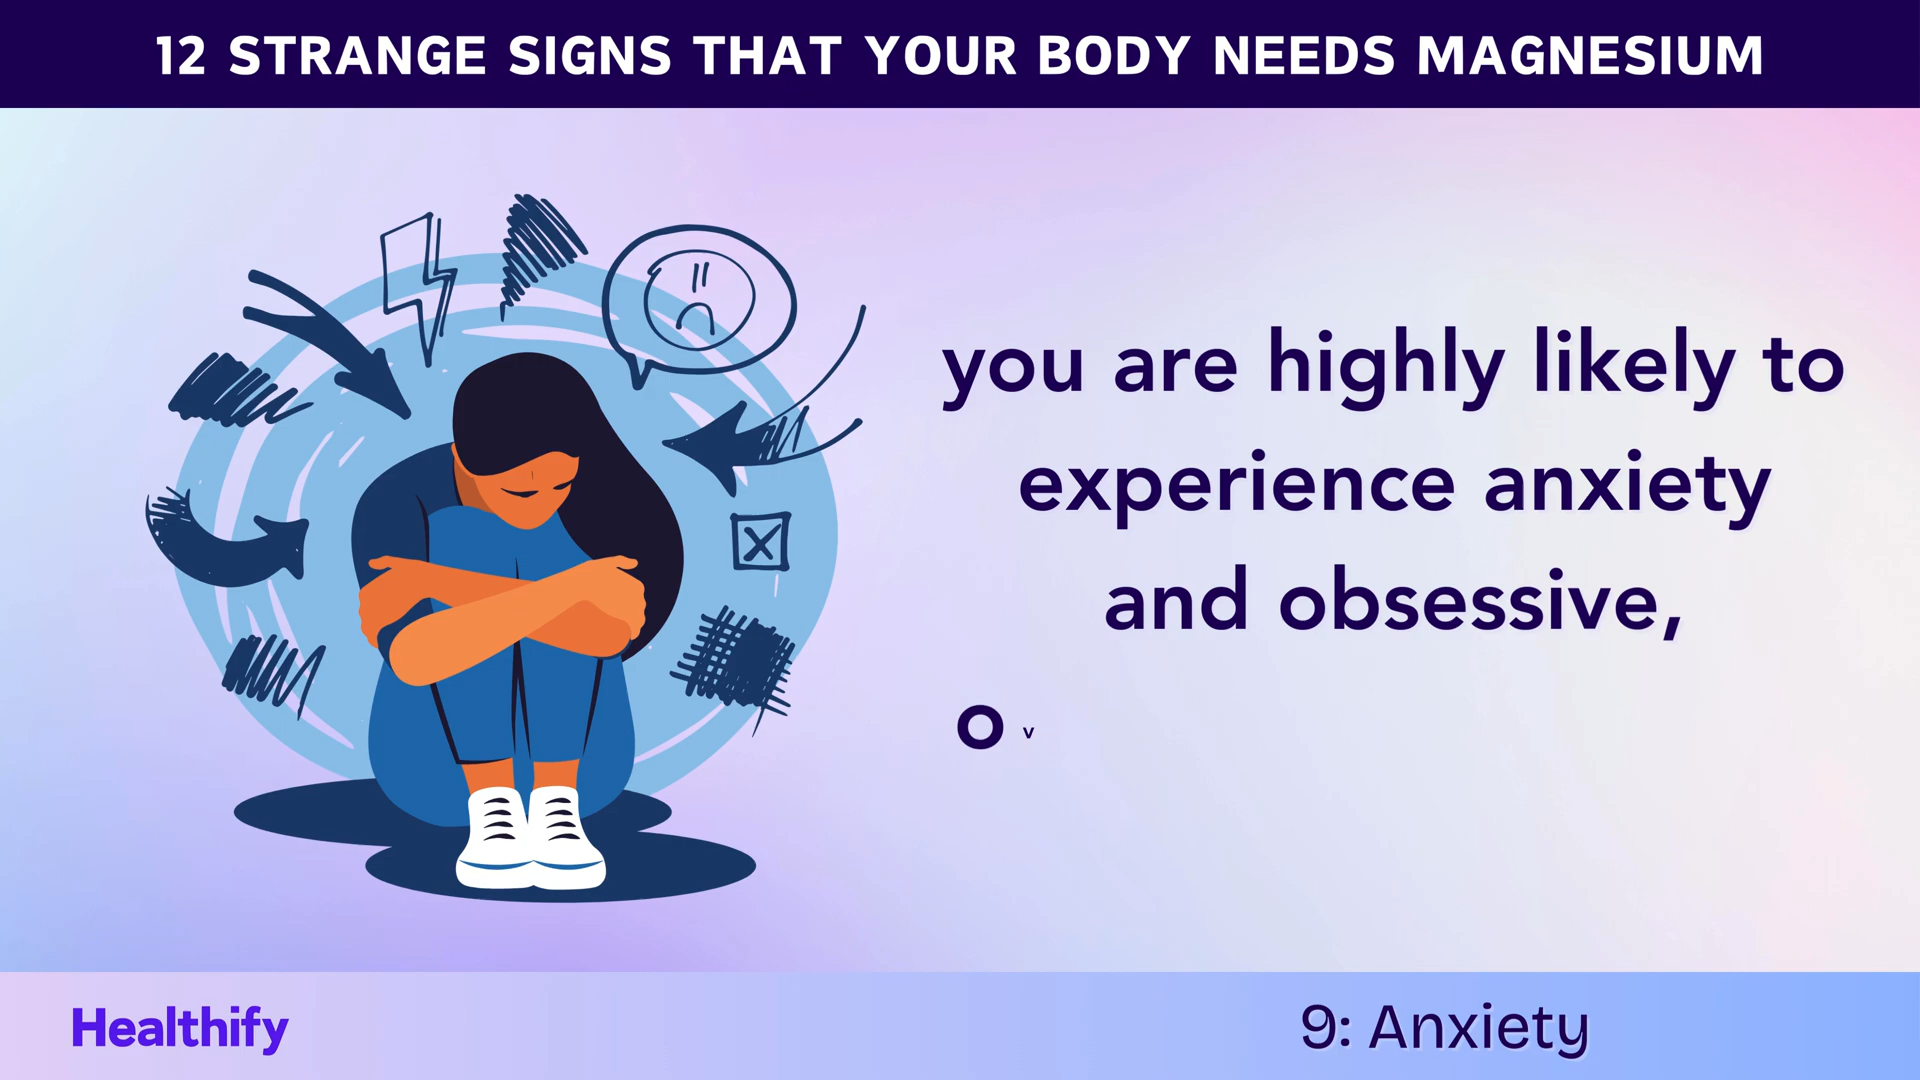 12 STRANGE SIGNS THAT YOUR BODY NEEDS MAGNESIUM
you are highly likely to
experience anxiety
and obsessive,
o v
Healthify
9: Anxiety